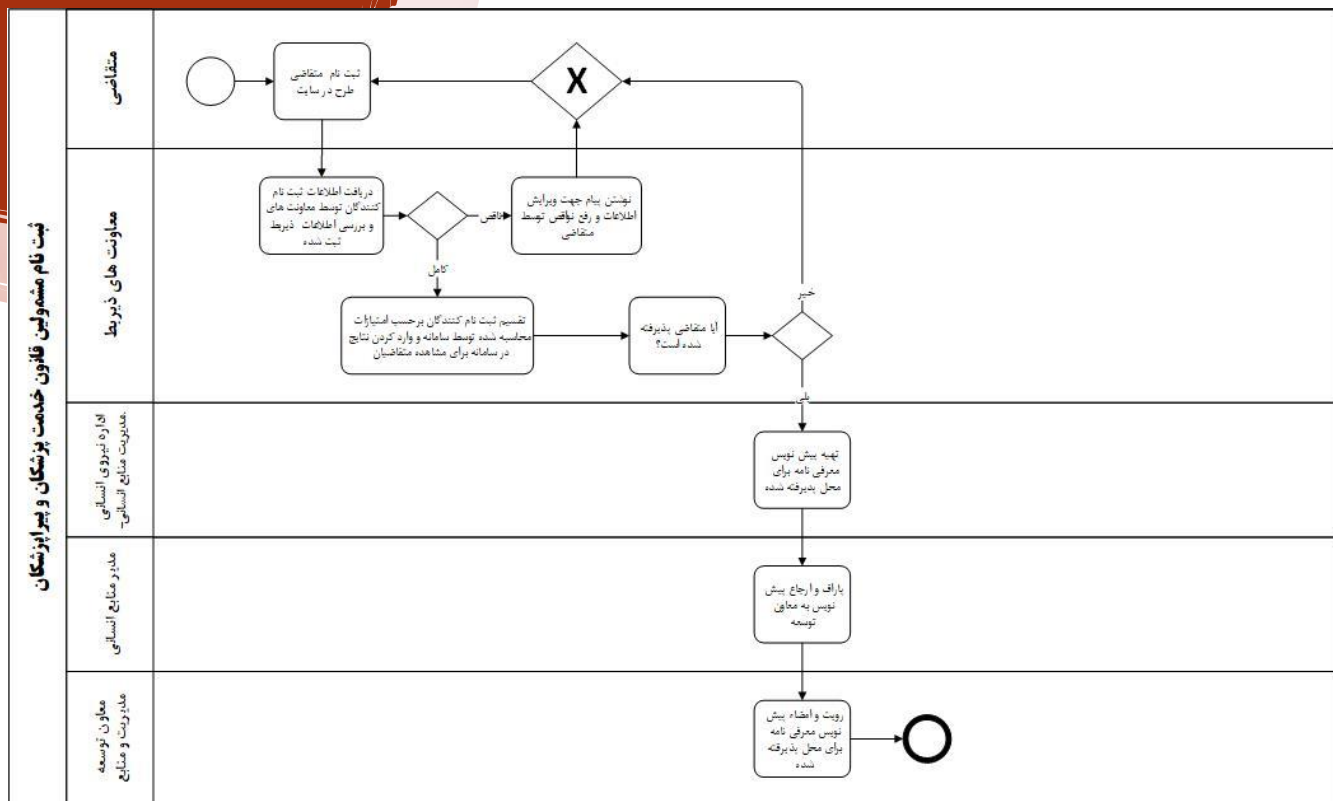 ثبت نام مشمولین قانون خدمت پزشکان و پیراپزشکان
متقاضی
ثبت نام متقاضی
طرح در سایت
X
معاونت های ذیربط
دریافت اطلاعات ثبت نام
کنندگان توسط معاونت های
و بررسی اطلاعات ذیربط
ثبت شده
ناقص
نوشتن پیام جهت ویرایش
اطلاعات و رفع نواقص توسط
متقاضی
کامل
تقسیم ثبت نام کنندگان برحسب امتیازات
محاسبه شده توسط سامانه و وارد کردن نتایج
در سامانه برای مشاهده متقاضیان
آیا متقاضی پذیرفته
شده است؟
خیر
بلی
مدیریت منابع انسانی-
اداره نیروی انسانی
تهیه پیش نویس
معرفی نامه برای
محل پذیرفته شده
مدیر منابع انسانی
پاراف و ارجاع پیش
نویس به معاون
توسعه
معاون توسعه
مدیریت و منابع
رویت و امضاء پیش
نویس معرفی نامه
برای محل پذیرفته
شده